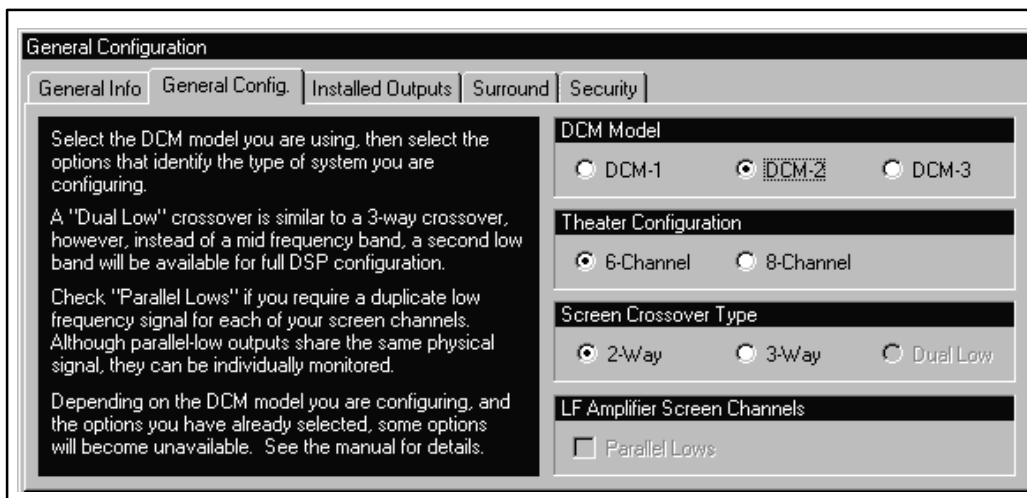 General Configuration
General Info General Config. Installed Outputs Surround Security
Select the DCM model you are using, then select the
options that identify the type of system you are
configuring.
A "Dual Low" crossover is similar to a 3-way crossover,
however, instead of a mid frequency band, a second low
band will be available for full DSP configuration.
Check "Parallel Lows" if you require a duplicate low
frequency signal for each of your screen channels.
Although parallel-low outputs share the same physical
signal, they can be individually monitored.
Depending on the DCM model you are configuring, and
the options you have already selected, some options
will become unavailable. See the manual for details.
DCM Model
DCM-1 DCM-2 DCM-3
Theater Configuration
6-Channel 8-Channel
Screen Crossover Type
2-Way 3-Way Dual Low
LF Amplifier Screen Channels
Parallel Lows